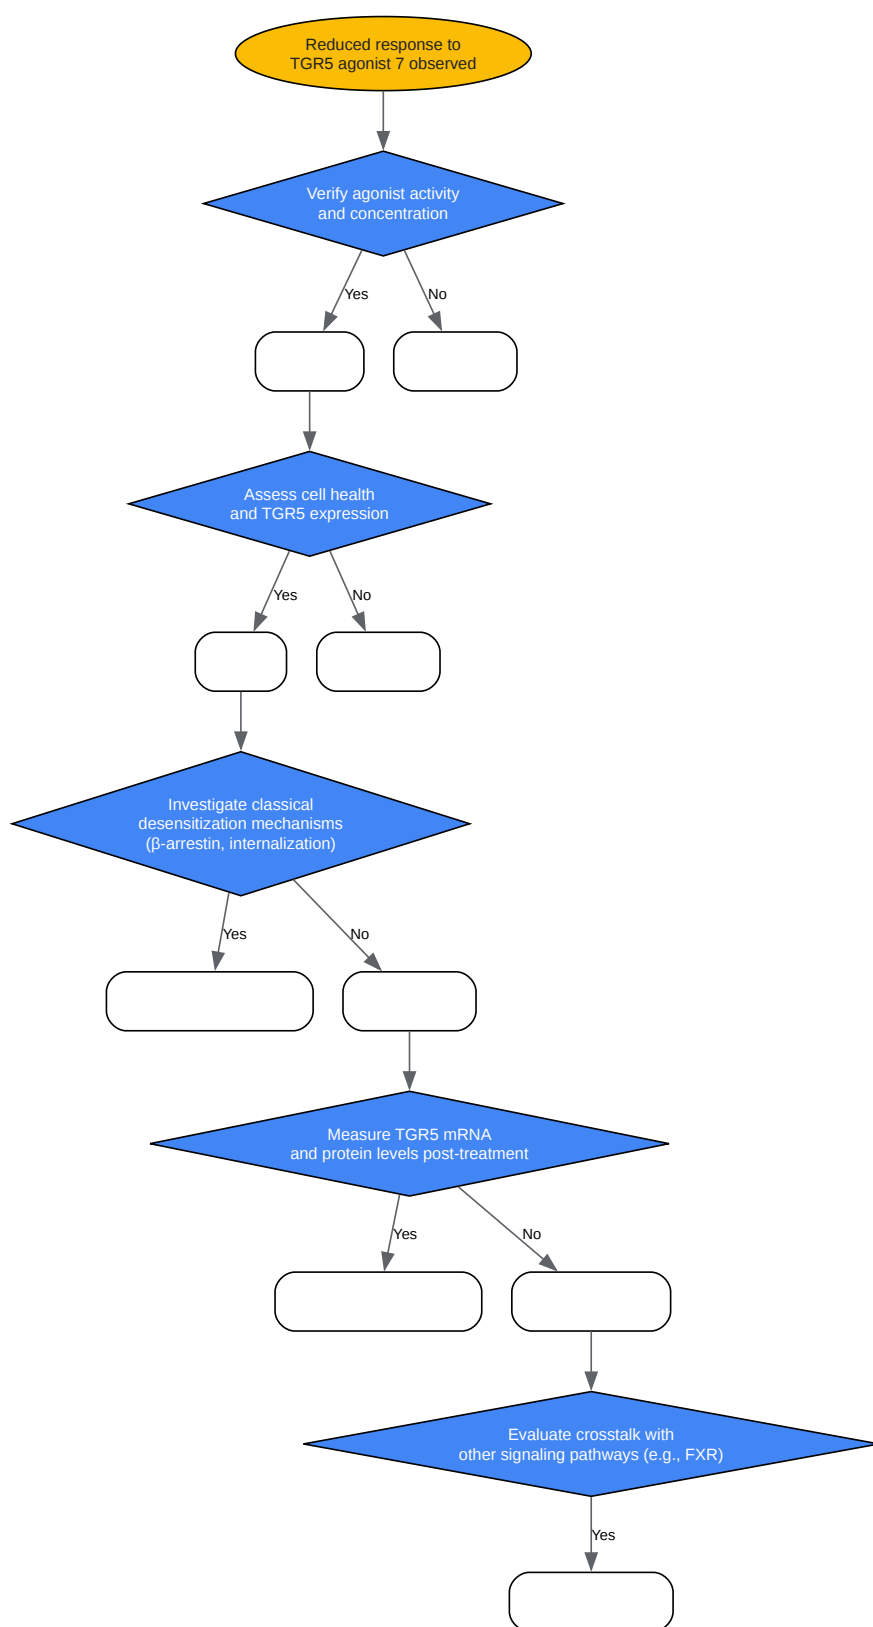 Reduced response to
TGR5 agonist 7 observed
Verify agonist activity
and concentration
Yes
No
Assess cell health
and TGR5 expression
Yes
No
Investigate classical
desensitization mechanisms
(β-arrestin, internalization)
Yes
No
Measure TGR5 mRNA
and protein levels post-treatment
Yes
No
Evaluate crosstalk with
other signaling pathways (e.g., FXR)
Yes